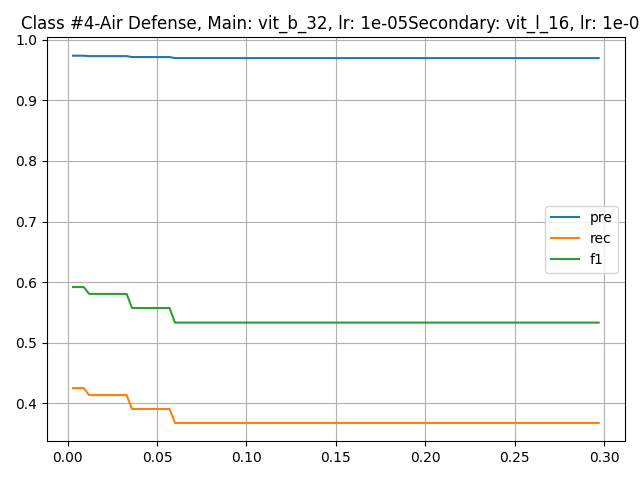 Class #4-Air Defense, Main: vit_b_32, lr: 1e-05Secondary: vit_l_16, lr: 1e-0
1.0
0.9
0.8
0.7
0.6
0.5
0.4
pre
rec
f1
0.00 0.05 0.10 0.15 0.20 0.25 0.30